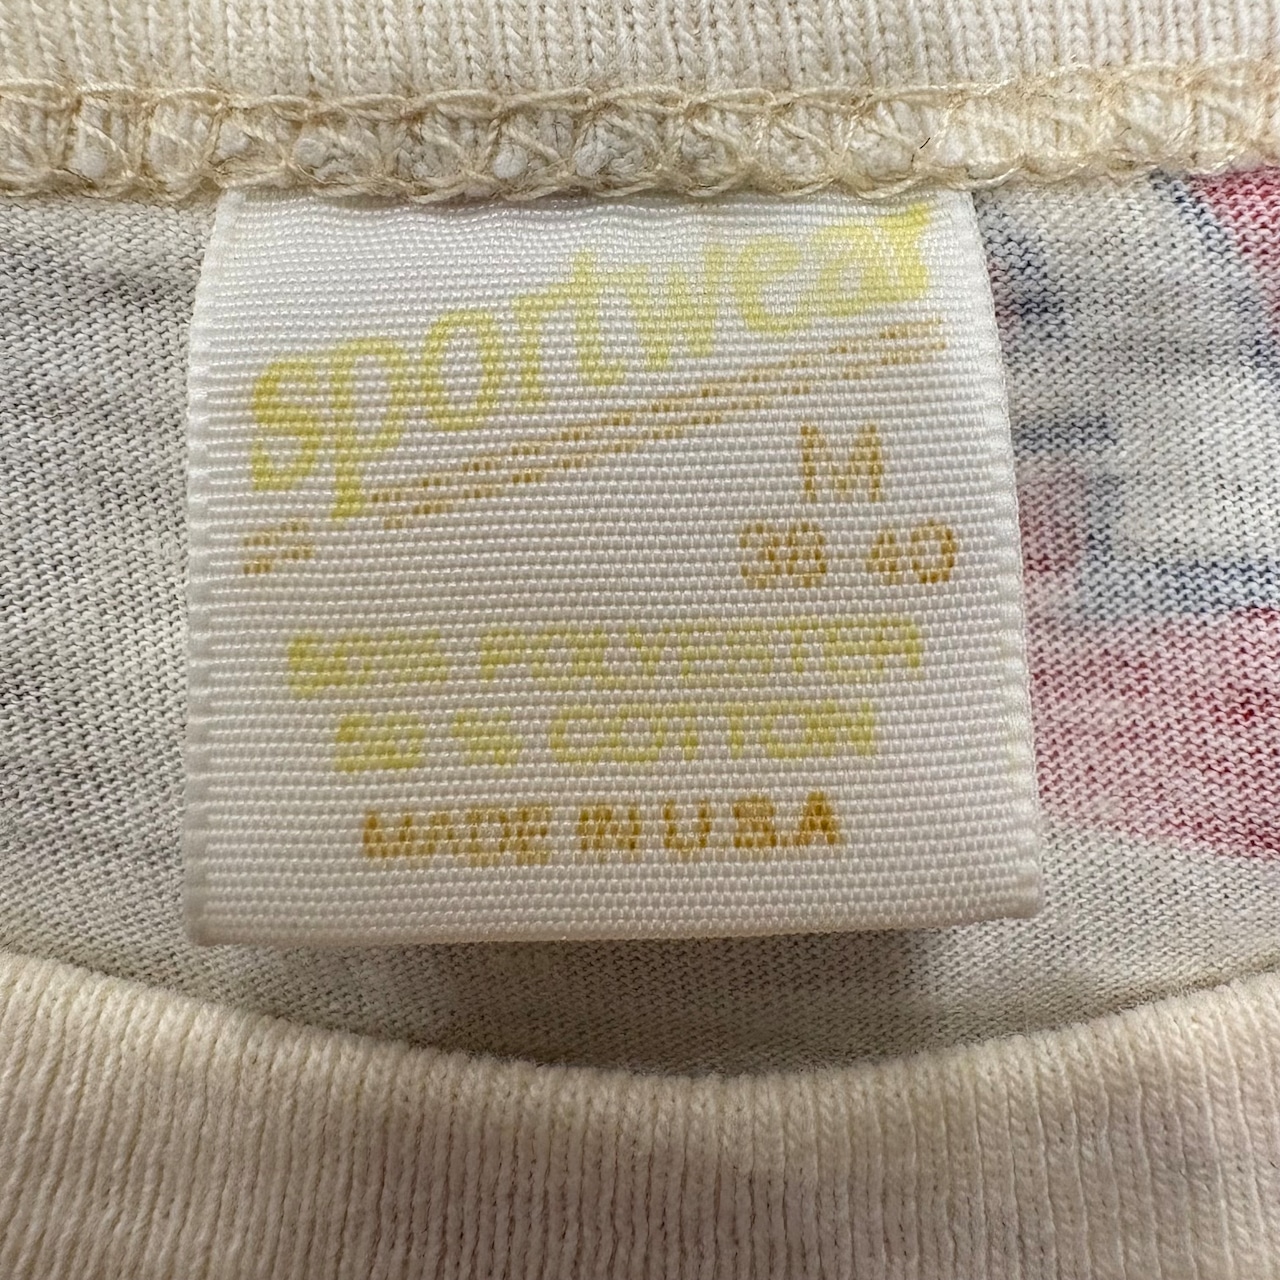 sportwear
M
38 40
50% POLYESTER
50% COTTON
MADE IN U.S.A